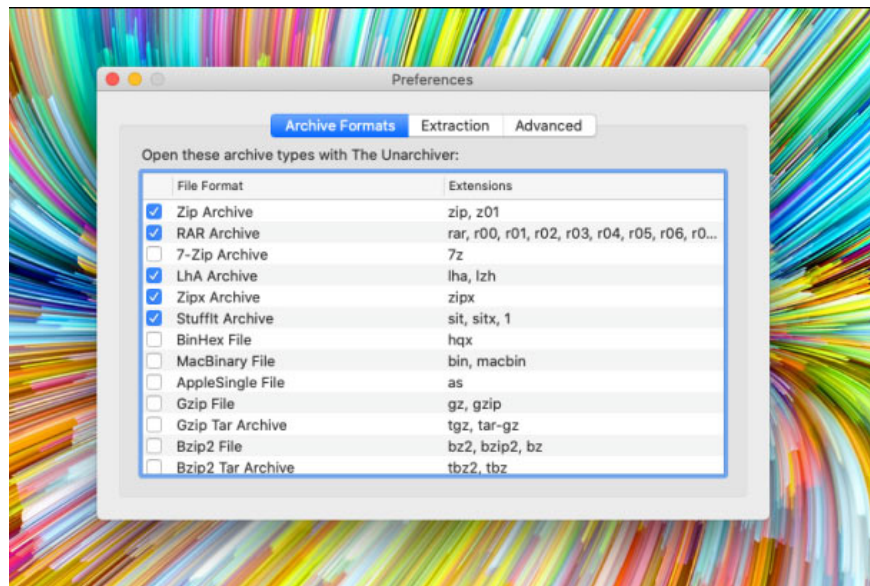 Preferences
Archive Formats Extraction Advanced
Open these archive types with The Unarchiver:
File Format Extensions
Zip Archive zip, z01
RAR Archive rar, r00, r01, r02, r03, r04, r05, r06, r0...
7-Zip Archive 7z
LhA Archive lha, lzh
Zipx Archive zipx
StuffIt Archive sit, sitx, 1
BinHex File hqx
MacBinary File bin, macbin
AppleSingle File as
Gzip File gz, gzip
Gzip Tar Archive tgz, tar-gz
Bzip2 File bz2, bzip2, bz
Bzip2 Tar Archive tbz2, tbz